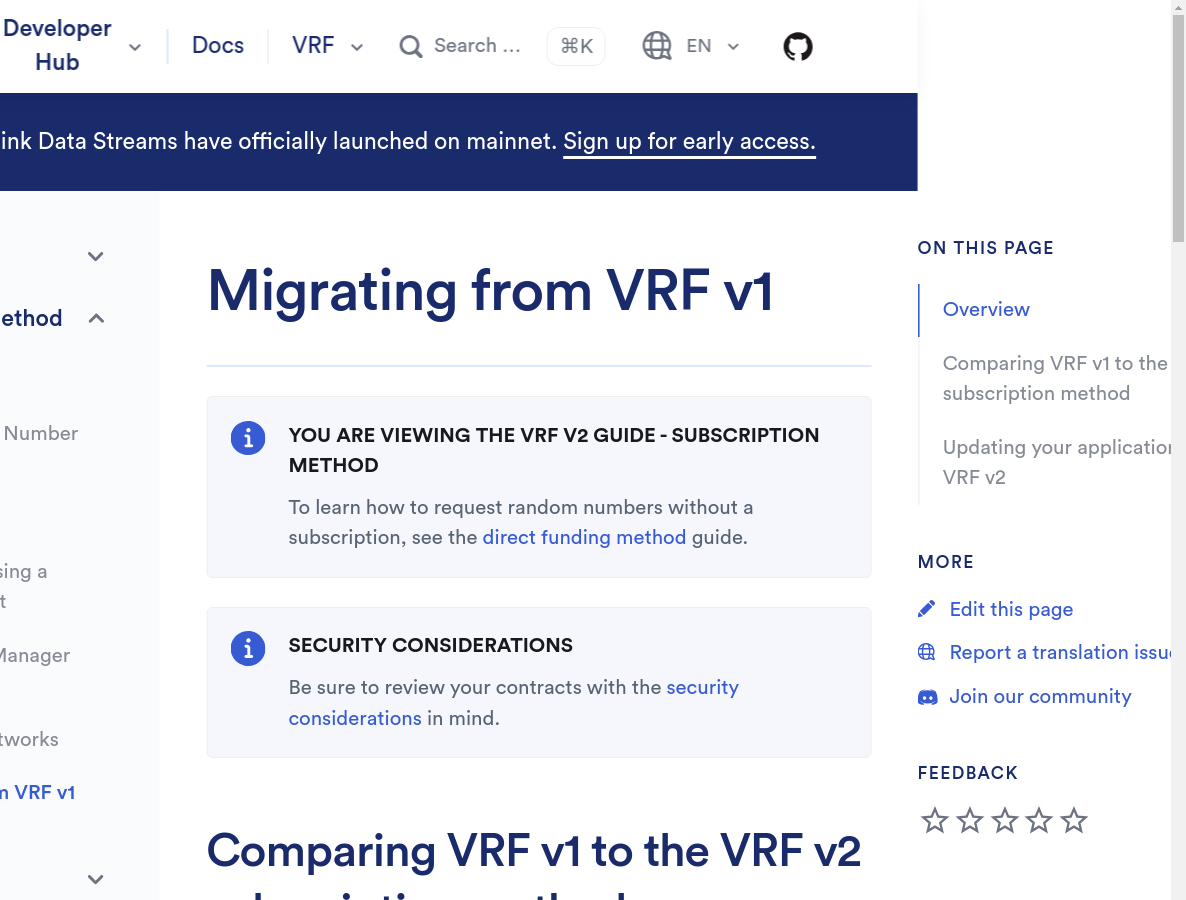 Developer
Hub
Docs
VRF
Search ...
⌘K
EN
ink Data Streams have officially launched on mainnet. Sign up for early access.
ethod
Number
sing a
t
Manager
tworks
m VRF v1
Migrating from VRF v1
YOU ARE VIEWING THE VRF V2 GUIDE - SUBSCRIPTION
METHOD
To learn how to request random numbers without a
subscription, see the direct funding method guide.
SECURITY CONSIDERATIONS
Be sure to review your contracts with the security
considerations in mind.
Comparing VRF v1 to the VRF v2
ON THIS PAGE
Overview
Comparing VRF v1 to the
subscription method
Updating your application
VRF v2
MORE
Edit this page
Report a translation issue
Join our community
FEEDBACK